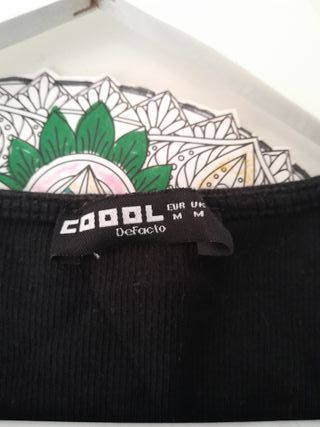 COOOL EUR UK
DeFacto M M